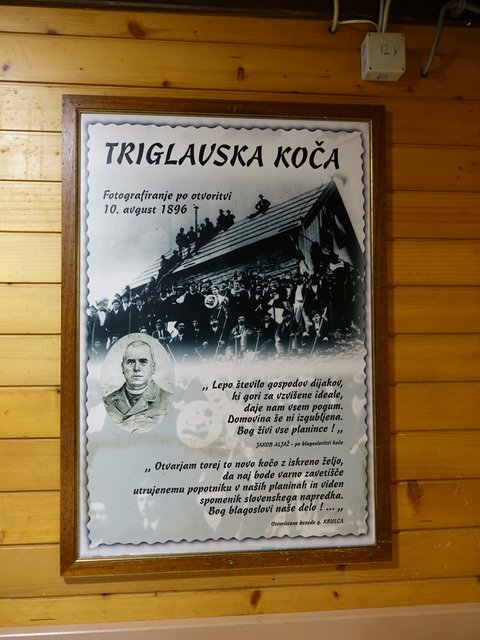 12.
TRIGLAVSKA KOČA
Fotografiranje po otvoritvi
10. avgust 1896
,, Lepo število gospodov dijakov,
ki gori za vzvišene ideale,
daje nam vsem pogum.
Domovina še ni izgubljena.
Bog živi vse planince ! ,,
JAKOB ALJAŽ - po blagoslovitvi koče
,, Otvarjam torej to novo kočo z iskreno željo,
da naj bode varno zavetišče
utrujenemu popotniku v naših planinah in viden
spomenik slovenskega napredka.
Bog blagoslovi naše delo ! ... ,,
Otvoritvene besede g. KRULCA